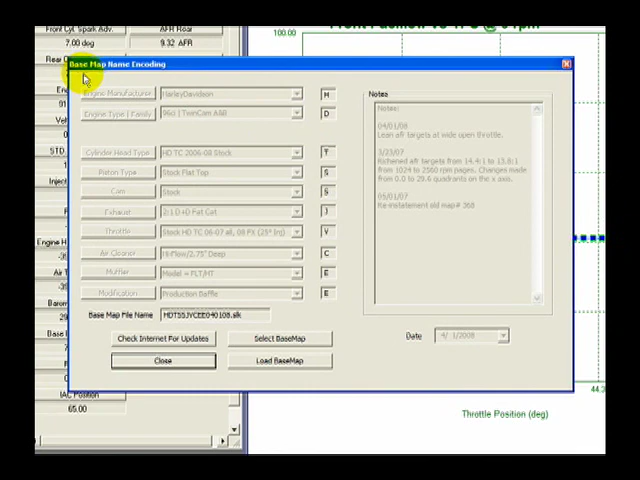 Front Cyl Spark Adv.
AFR Rear
7.00 deg
9.32 AFR
100.00
Base Map Name Encoding
Engine Manufacturer
HarleyDavidson
H
Engine Type | Family
96ci | TwinCam A&B
D
Cylinder Head Type
HD TC 2006-08 Stock
T
Piston Type
Stock Flat Top
S
Cam
Stock
S
Exhaust
2:1 D+D Fat Cat
J
Throttle
Stock HD TC 06-07 all, 08 FX (25° Inj)
V
Air Cleaner
Hi-Flow/2.75" Deep
C
Muffler
Model = FLT/HT
E
Modification
Production Baffle
E
Base Map File Name
HDTSSJVCEE040108.slk
Check Internet For Updates
Select BaseMap
Close
Load BaseMap
Notes
Notes:
04/01/08
Lean afr targets at wide open throttle.
3/23/07
Richened afr targets from 14.4:1 to 13.8:1
from 1024 to 2560 rpm pages. Changes made
from 0.0 to 29.6 quadrants on the x axis.
05/01/07
Re-instatement old map# 368
Date
4/ 1/2008
IAC Position
65.00
44.3
Throttle Position (deg)